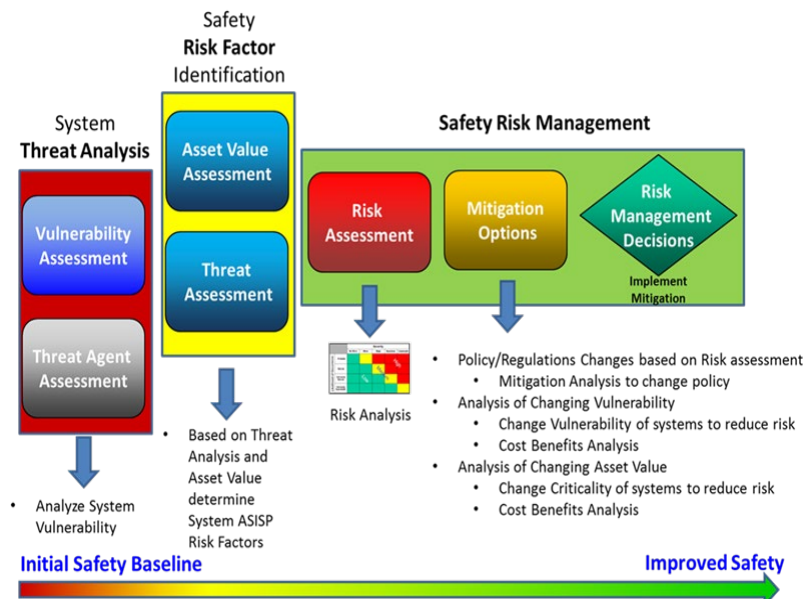 Safety
Risk Factor
Identification
System
Threat Analysis
Safety Risk Management
Vulnerability
Assessment
Threat Agent
Assessment
Asset Value
Assessment
Threat
Assessment
Risk
Assessment
Mitigation
Options
Risk
Management
Decisions
Implement
Mitigation
• Analyze System
Vulnerability
• Based on Threat
Analysis and
Asset Value
determine
System ASISP
Risk Factors
Risk Analysis
• Policy/Regulations Changes based on Risk assessment
• Mitigation Analysis to change policy
• Analysis of Changing Vulnerability
• Change Vulnerability of systems to reduce risk
• Cost Benefits Analysis
• Analysis of Changing Asset Value
• Change Criticality of systems to reduce risk
• Cost Benefits Analysis
Initial Safety Baseline
Improved Safety